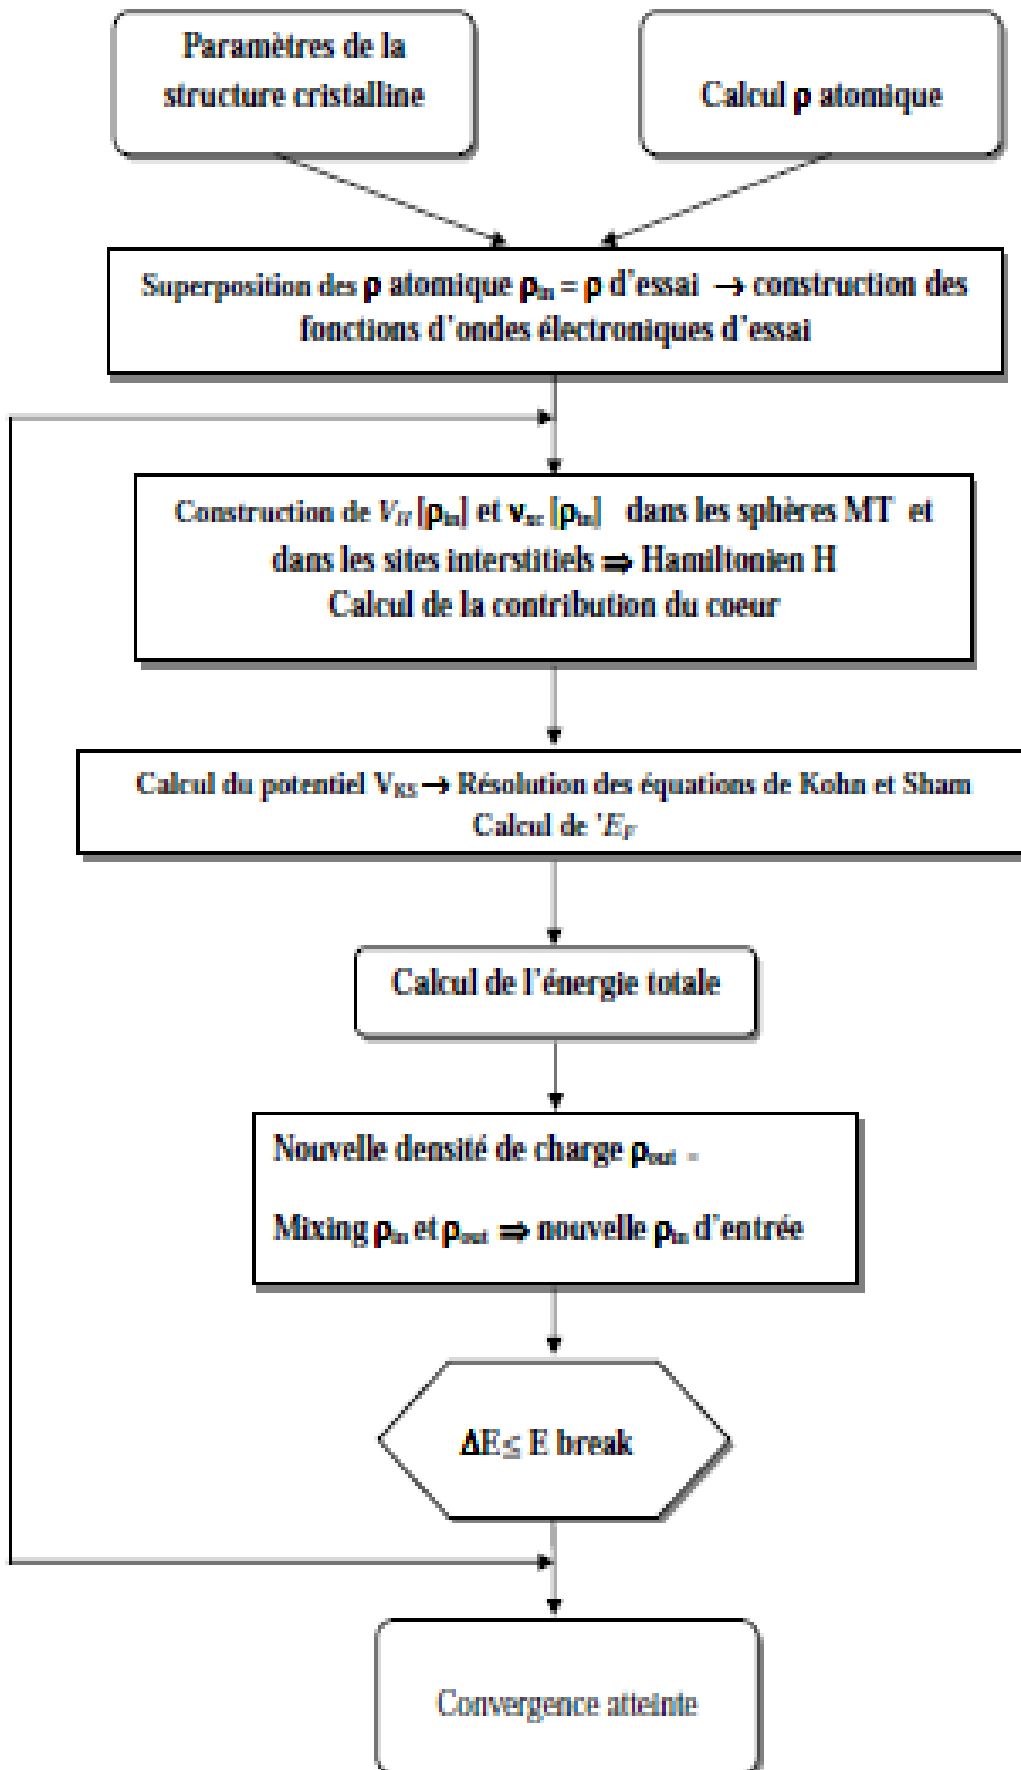 Paramètres de la
structure cristalline
Calcul ρ atomique
Superposition des ρ atomique ρin = ρ d'essai → construction des
fonctions d'ondes électroniques d'essai
Construction de VH [ρin] et vxc [ρin] dans les sphères MT et
dans les sites interstitiels ⇒ Hamiltonien H
Calcul de la contribution du coeur
Calcul du potentiel VKS → Résolution des équations de Kohn et Sham
Calcul de 'EF
Calcul de l'énergie totale
Nouvelle densité de charge ρout =
Mixing ρin et ρout ⇒ nouvelle ρin d'entrée
ΔE ≤ E break
Convergence atteinte